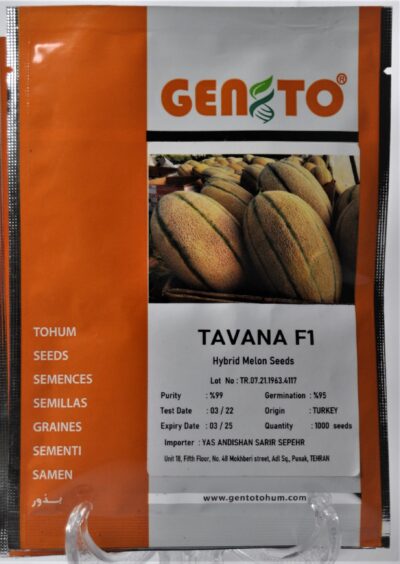 GENTO®
TAVANA F1
Hybrid Melon Seeds
Lot No : TR.07.21.1963.4117
Purity : %99 Germination : %95
Test Date : 03 / 22 Origin : TURKEY
Expiry Date : 03 / 25 Quantity : 1000 seeds
Importer : YAS ANDISHAN SARIR SEPEHR
Unit 18, Fifth Floor, No. 48 Mokhberi street, Adl Sq., Punak, TEHRAN
www.gentotohum.com
TOHUM
SEEDS
SEMENCES
SEMILLAS
GRAINES
SEMENTI
SAMEN
بذور